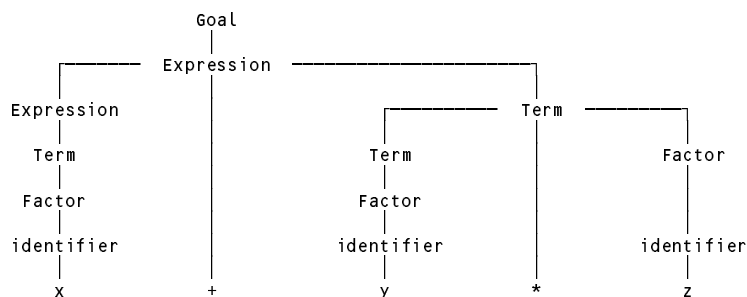 Goal
Expression
Expression Term
Term Term Factor
Factor Factor
identifier identifier identifier
x + y * z